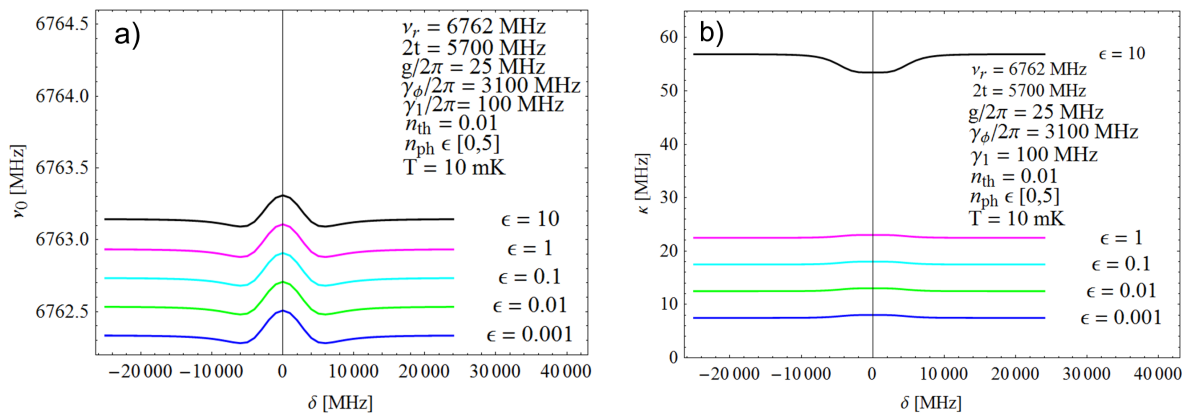 a)
6764.5
6764.0
6763.5
6763.0
6762.5
ν₀ [MHz]
ν_r = 6762 MHz
2t = 5700 MHz
g/2π = 25 MHz
γ_ϕ/2π = 3100 MHz
γ₁/2π= 100 MHz
n_th = 0.01
n_ph ϵ [0,5]
T = 10 mK
ϵ = 10
ϵ = 1
ϵ = 0.1
ϵ = 0.01
ϵ = 0.001
−20 000 −10 000 0 10 000 20 000 30 000 40 000
δ [MHz]
b)
60
50
40
30
20
10
0
κ [MHz]
ϵ = 10
ν_r = 6762 MHz
2t = 5700 MHz
g/2π = 25 MHz
γ_ϕ/2π = 3100 MHz
γ₁ = 100 MHz
n_th = 0.01
n_ph ϵ [0,5]
T = 10 mK
ϵ = 1
ϵ = 0.1
ϵ = 0.01
ϵ = 0.001
−20 000 −10 000 0 10 000 20 000 30 000 40 000
δ [MHz]